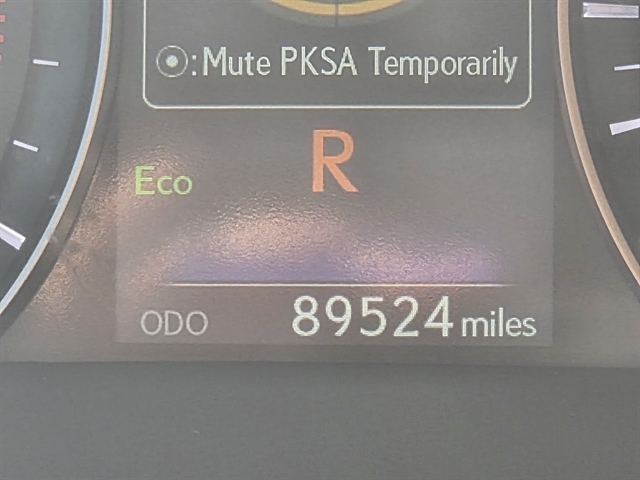 ⦿:Mute PKSA Temporarily
R
Eco
ODO 89524 miles